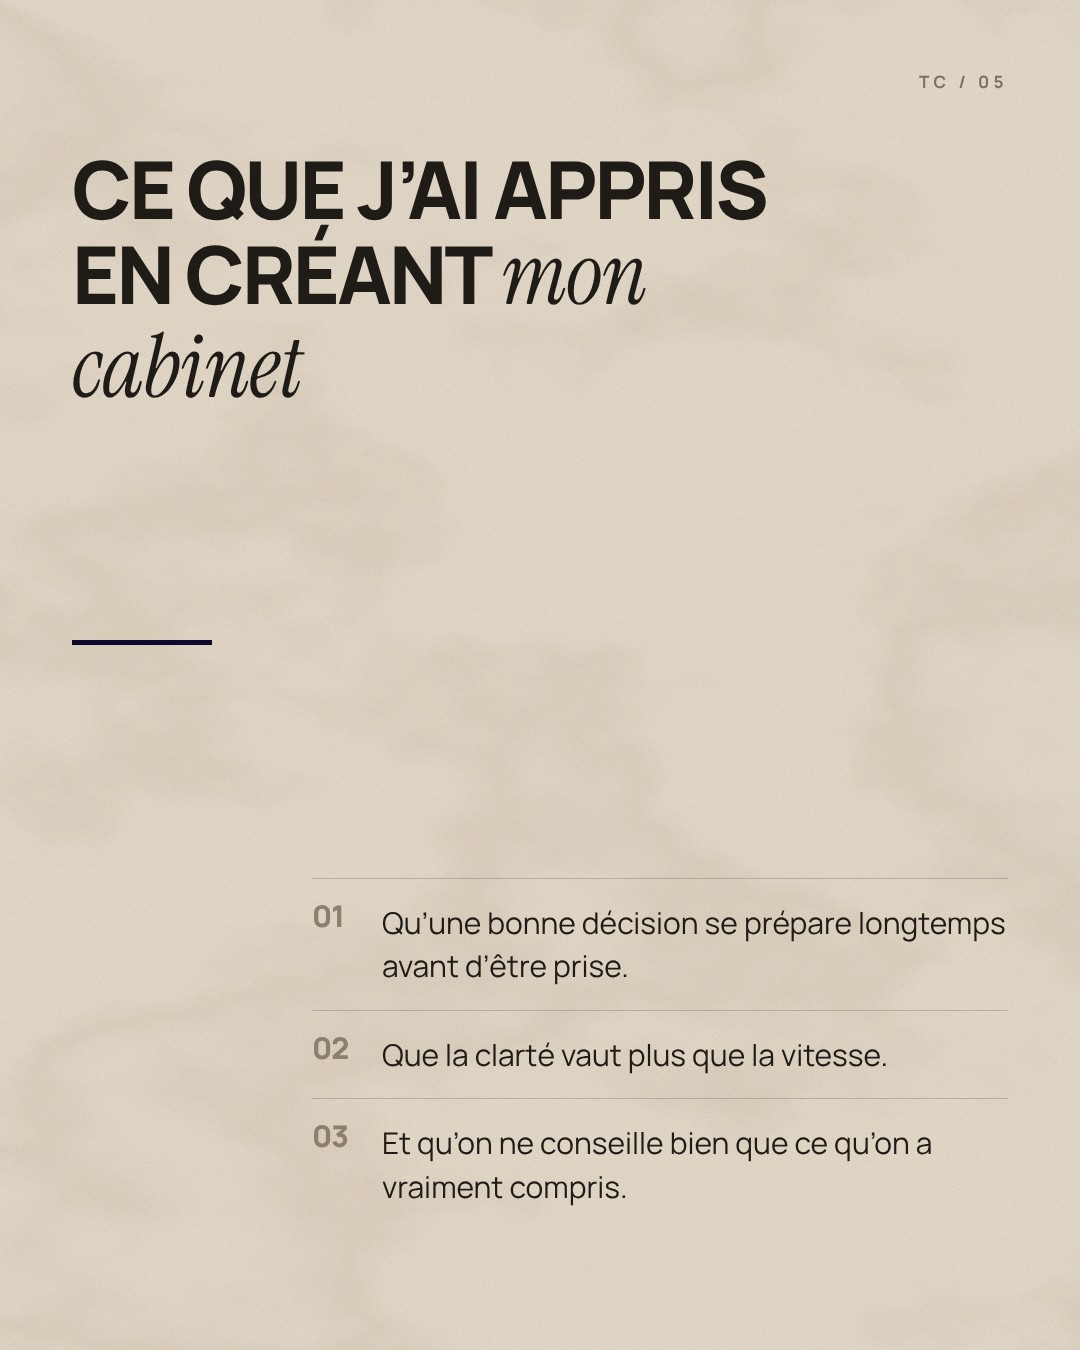 TC / 05
CE QUE J’AI APPRIS
EN CRÉANT mon
cabinet
01 Qu’une bonne décision se prépare longtemps
avant d’être prise.
02 Que la clarté vaut plus que la vitesse.
03 Et qu’on ne conseille bien que ce qu’on a
vraiment compris.